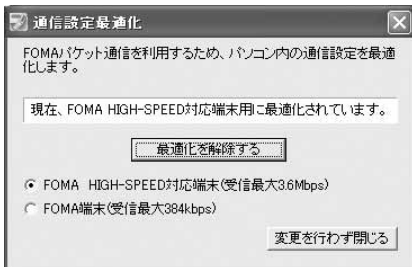 通信設定最適化
FOMAパケット通信を利用するため、パソコン内の通信設定を最適
化します。
現在、FOMA HIGH-SPEED対応端末用に最適化されています。
最適化を解除する
FOMA HIGH-SPEED対応端末(受信最大3.6Mbps)
FOMA端末(受信最大384kbps)
変更を行わず閉じる